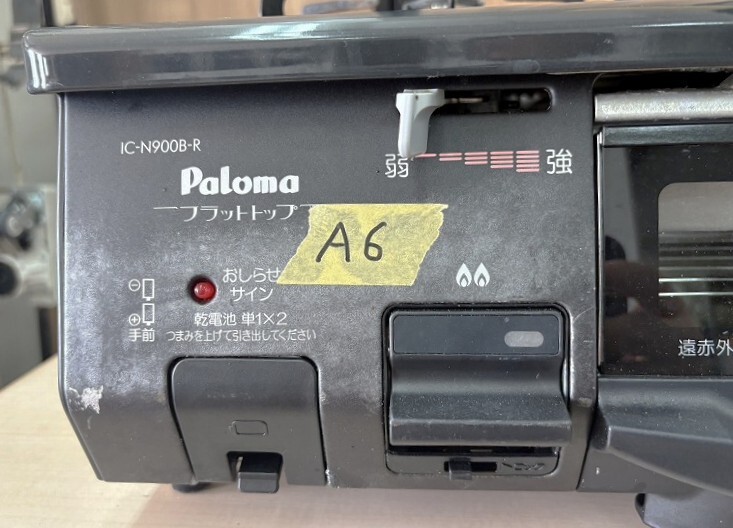 IC-N900B-R
Paloma
フラットトップ
弱 強
A6
おしらせ
サイン
⊖
⊕
手前
乾電池 単1×2
つまみを上げて引き出してください
遠赤外